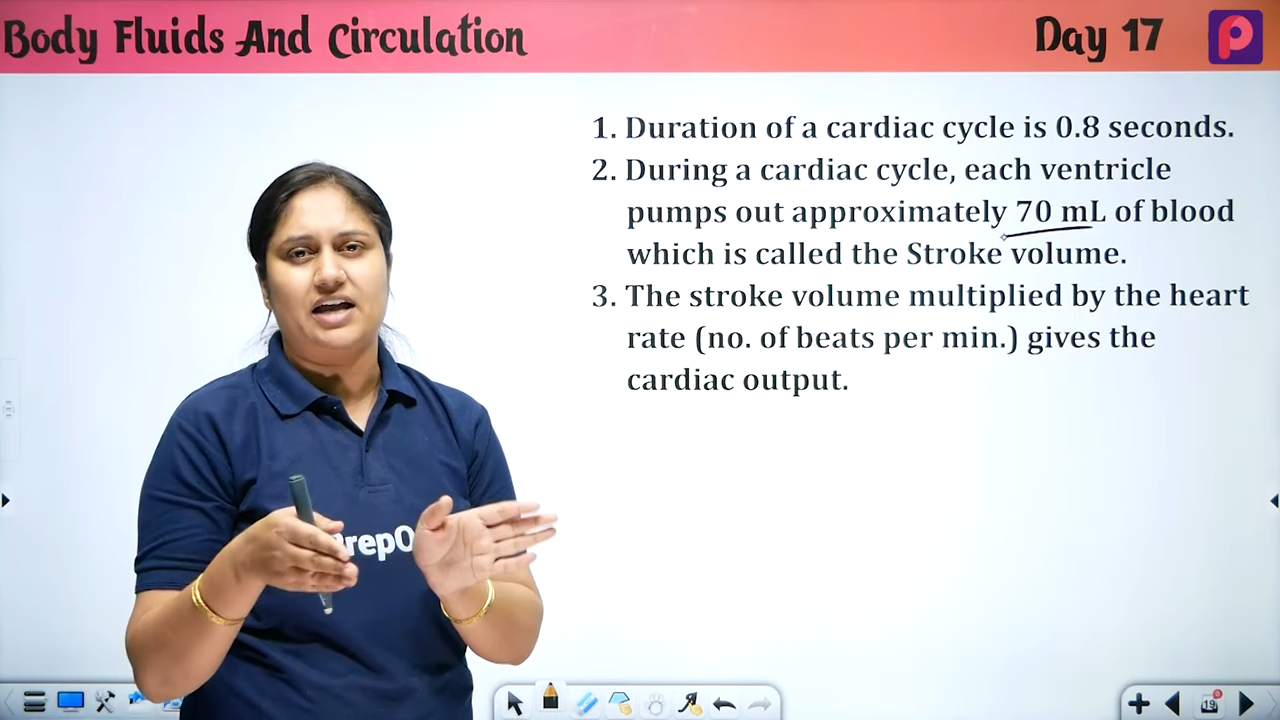 Body Fluids And Circulation
Day 17
1. Duration of a cardiac cycle is 0.8 seconds.
2. During a cardiac cycle, each ventricle
pumps out approximately 70 mL of blood
which is called the Stroke volume.
3. The stroke volume multiplied by the heart
rate (no. of beats per min.) gives the
cardiac output.
repO
19